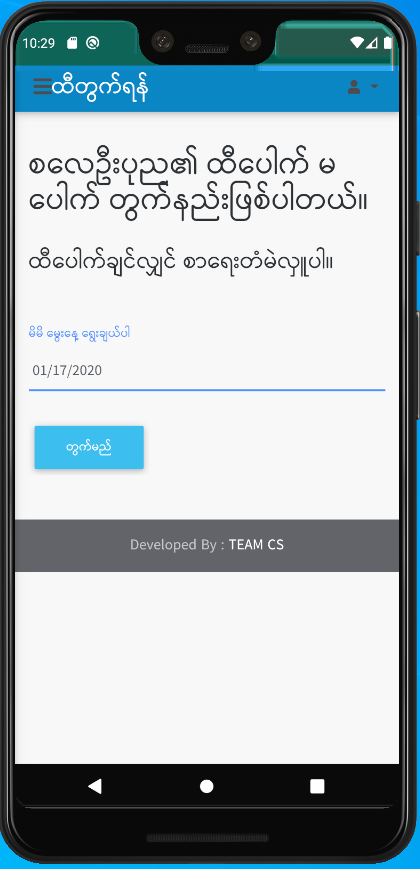 10:29
ထီတွက်ရန်
စလေဦးပုည၏ ထီပေါက် မ
ပေါက် တွက်နည်းဖြစ်ပါတယ်။
ထီပေါက်ချင်လျှင် စာရေးတံမဲလှူပါ။
မိမိ မွေးနေ့ ရွေးချယ်ပါ
01/17/2020
တွက်မည်
Developed By : TEAM CS